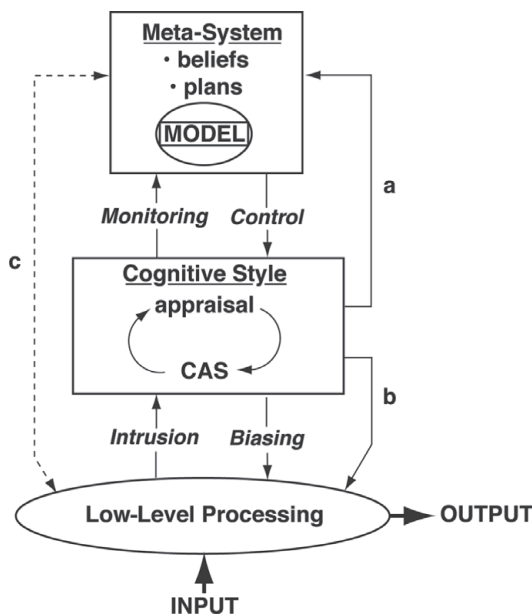 Meta-System
• beliefs
• plans
MODEL
a
Monitoring Control
c
Cognitive Style
appraisal
CAS
b
Intrusion Biasing
Low-Level Processing
OUTPUT
INPUT